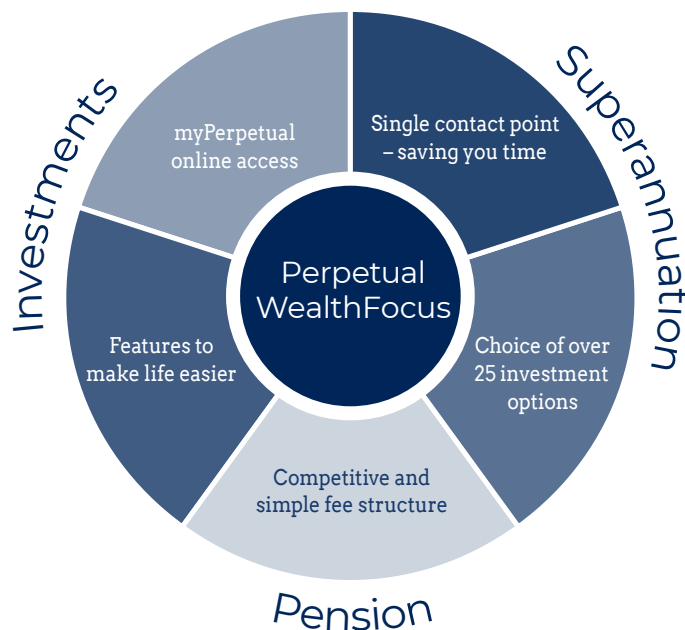 Investments
Superannuation
myPerpetual
online access
Single contact point
– saving you time
Perpetual
WealthFocus
Features to
make life easier
Choice of over
25 investment
options
Competitive and
simple fee structure
Pension